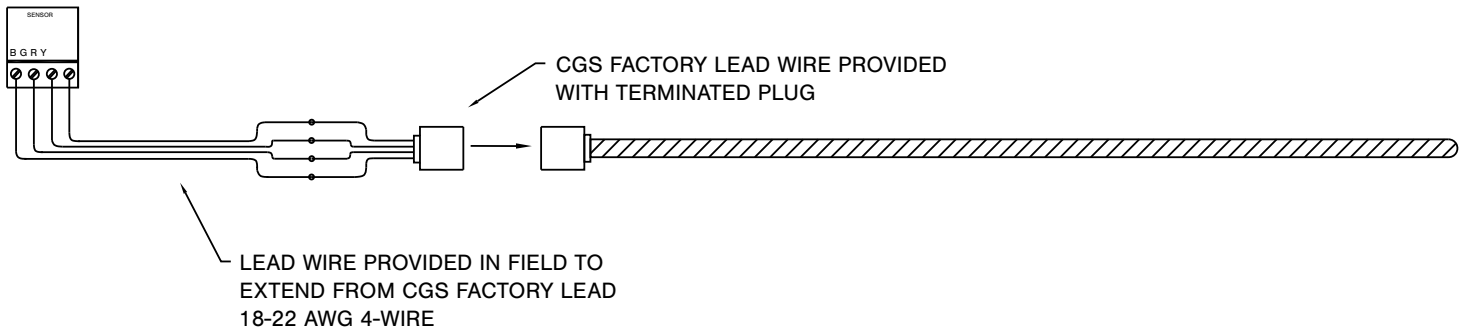 SENSOR
B G R Y
CGS FACTORY LEAD WIRE PROVIDED
WITH TERMINATED PLUG
LEAD WIRE PROVIDED IN FIELD TO
EXTEND FROM CGS FACTORY LEAD
18-22 AWG 4-WIRE